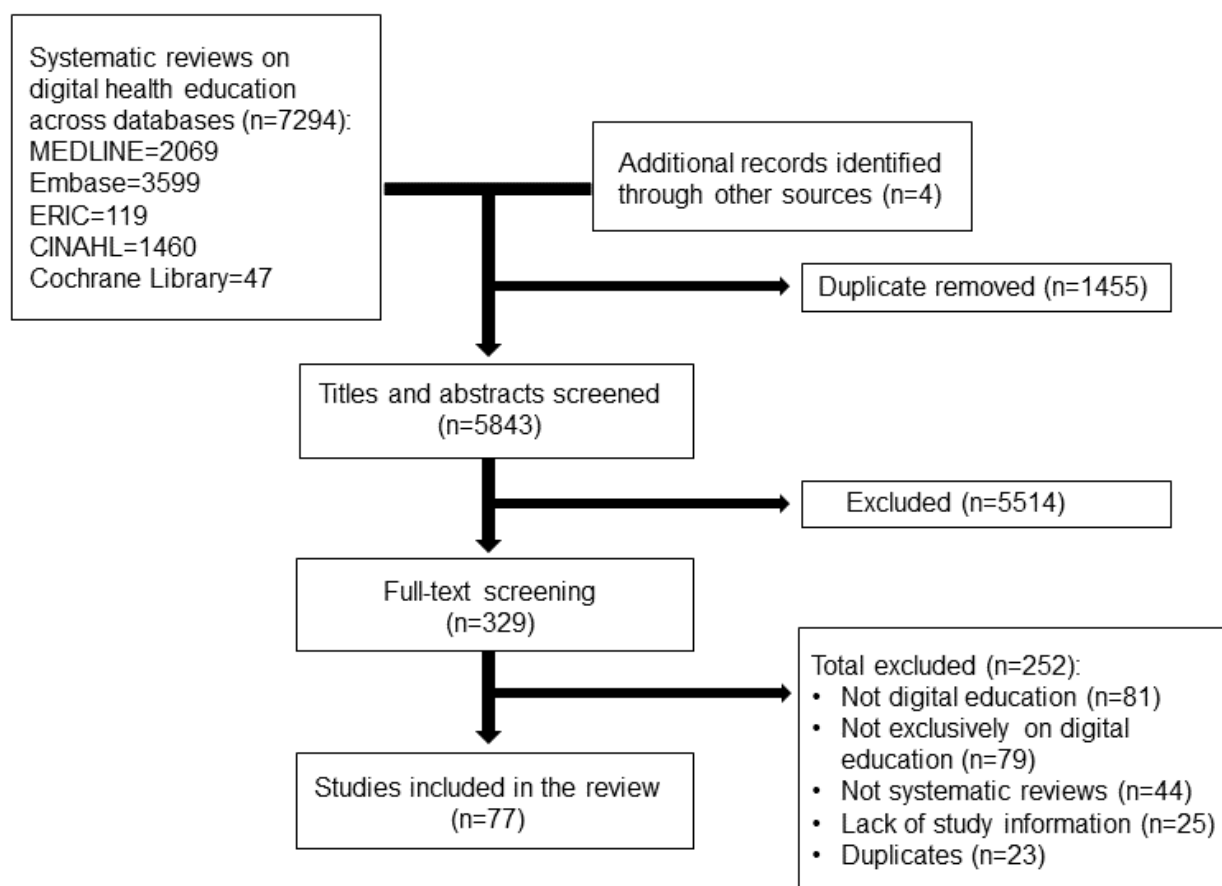 Systematic reviews on
digital health education
across databases (n=7294):
MEDLINE=2069
Embase=3599
ERIC=119
CINAHL=1460
Cochrane Library=47
Additional records identified
through other sources (n=4)
Duplicate removed (n=1455)
Titles and abstracts screened
(n=5843)
Excluded (n=5514)
Full-text screening
(n=329)
Total excluded (n=252):
• Not digital education (n=81)
• Not exclusively on digital
education (n=79)
• Not systematic reviews (n=44)
• Lack of study information (n=25)
• Duplicates (n=23)
Studies included in the review
(n=77)